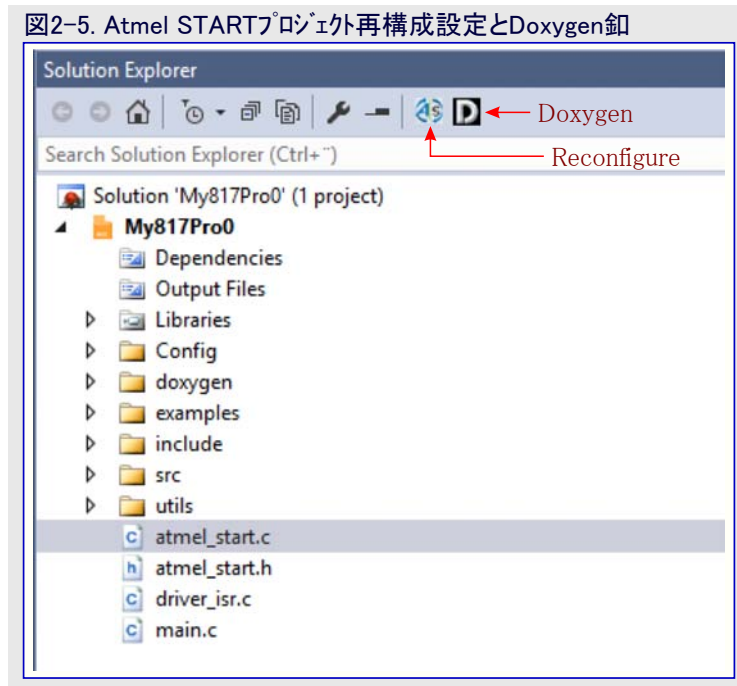 図2-5. Atmel STARTﾌﾟﾛｼﾞｪｸﾄ再構成設定とDoxygen釦
Solution Explorer
Doxygen
Search Solution Explorer (Ctrl+¨)
Reconfigure
Solution 'My817Pro0' (1 project)
My817Pro0
Dependencies
Output Files
Libraries
Config
doxygen
examples
include
src
utils
atmel_start.c
atmel_start.h
driver_isr.c
main.c